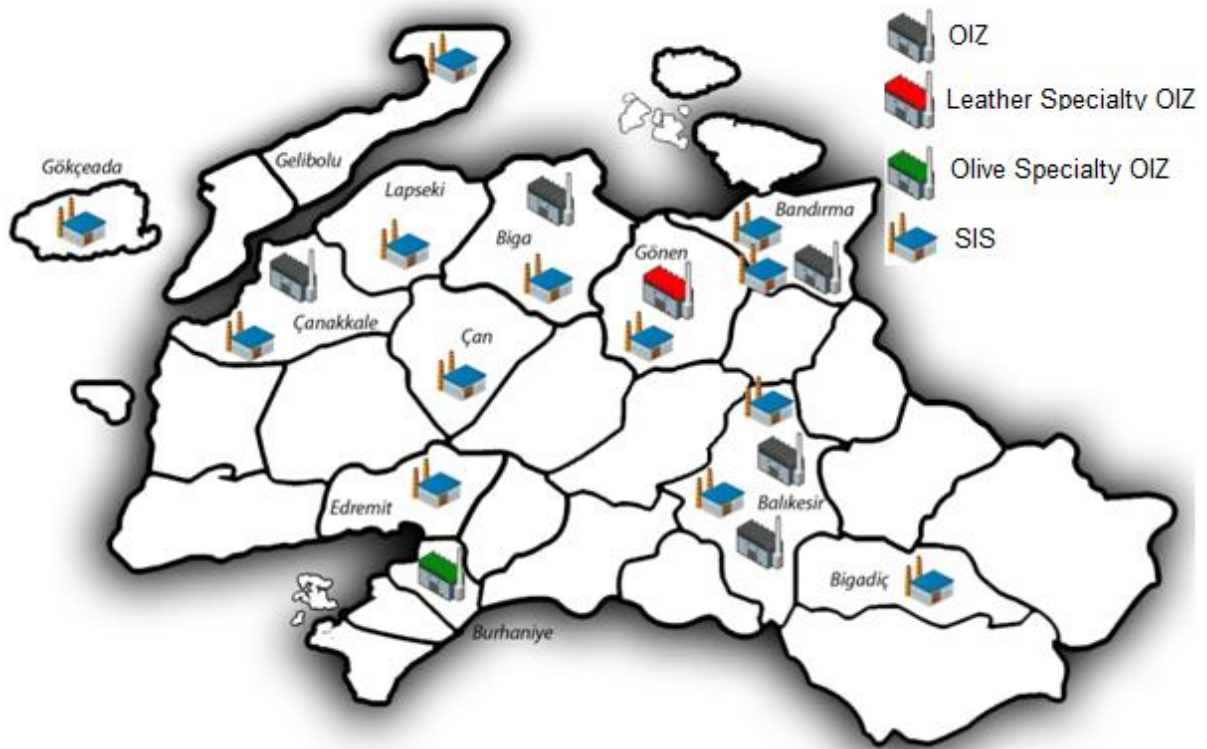 OIZ
Leather Specialty OIZ
Olive Specialty OIZ
SIS
Gökçeada
Gelibolu
Lapseki
Biga
Bandırma
Gönen
Çanakkale
Çan
Edremit
Balıkesir
Bigadiç
Burhaniye